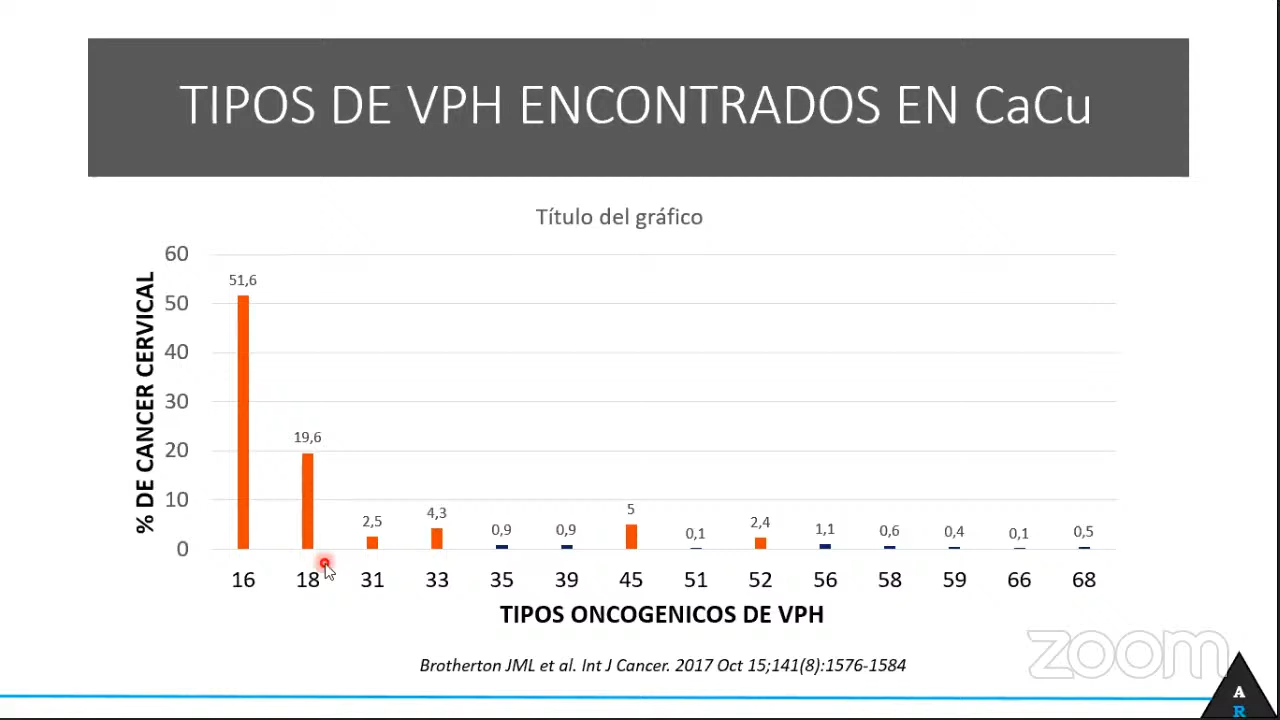 TIPOS DE VPH ENCONTRADOS EN CaCu
Título del gráfico
% DE CANCER CERVICAL
60
50
40
30
20
10
0
51,6
19,6
2,5
4,3
0,9
0,9
5
0,1
2,4
1,1
0,6
0,4
0,1
0,5
16 18 31 33 35 39 45 51 52 56 58 59 66 68
TIPOS ONCOGENICOS DE VPH
Brotherton JML et al. Int J Cancer. 2017 Oct 15;141(8):1576-1584
zoom
A
R